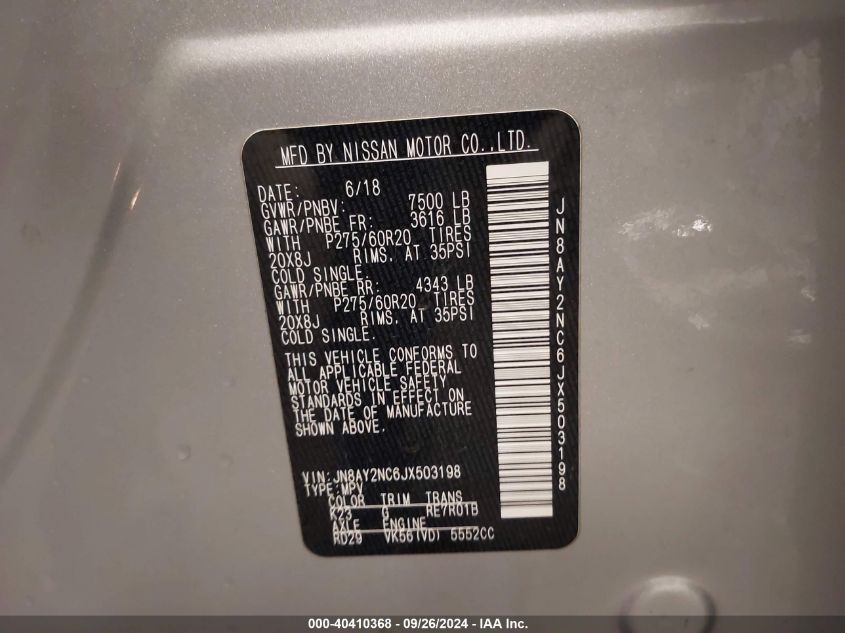 MFD BY NISSAN MOTOR CO.,LTD.
DATE: 6/18
GVWR/PNBV: 7500 LB
GAWR/PNBE FR: 3616 LB
WITH P275/60R20 TIRES
20X8J RIMS, AT 35PSI
COLD SINGLE.
GAWR/PNBE RR: 4343 LB
WITH P275/60R20 TIRES
20X8J RIMS, AT 35PSI
COLD SINGLE.
THIS VEHICLE CONFORMS TO
ALL APPLICABLE FEDERAL
MOTOR VEHICLE SAFETY
STANDARDS IN EFFECT ON
THE DATE OF MANUFACTURE
SHOWN ABOVE.
VIN: JN8AY2NC6JX503198
TYPE: MPV
COLOR TRIM TRANS
K23 G RE7R01B
AXLE ENGINE
RD29 VK56(VD) 5552CC
JN8AY2NC6JX503198
000-40410368 - 09/26/2024 - IAA Inc.